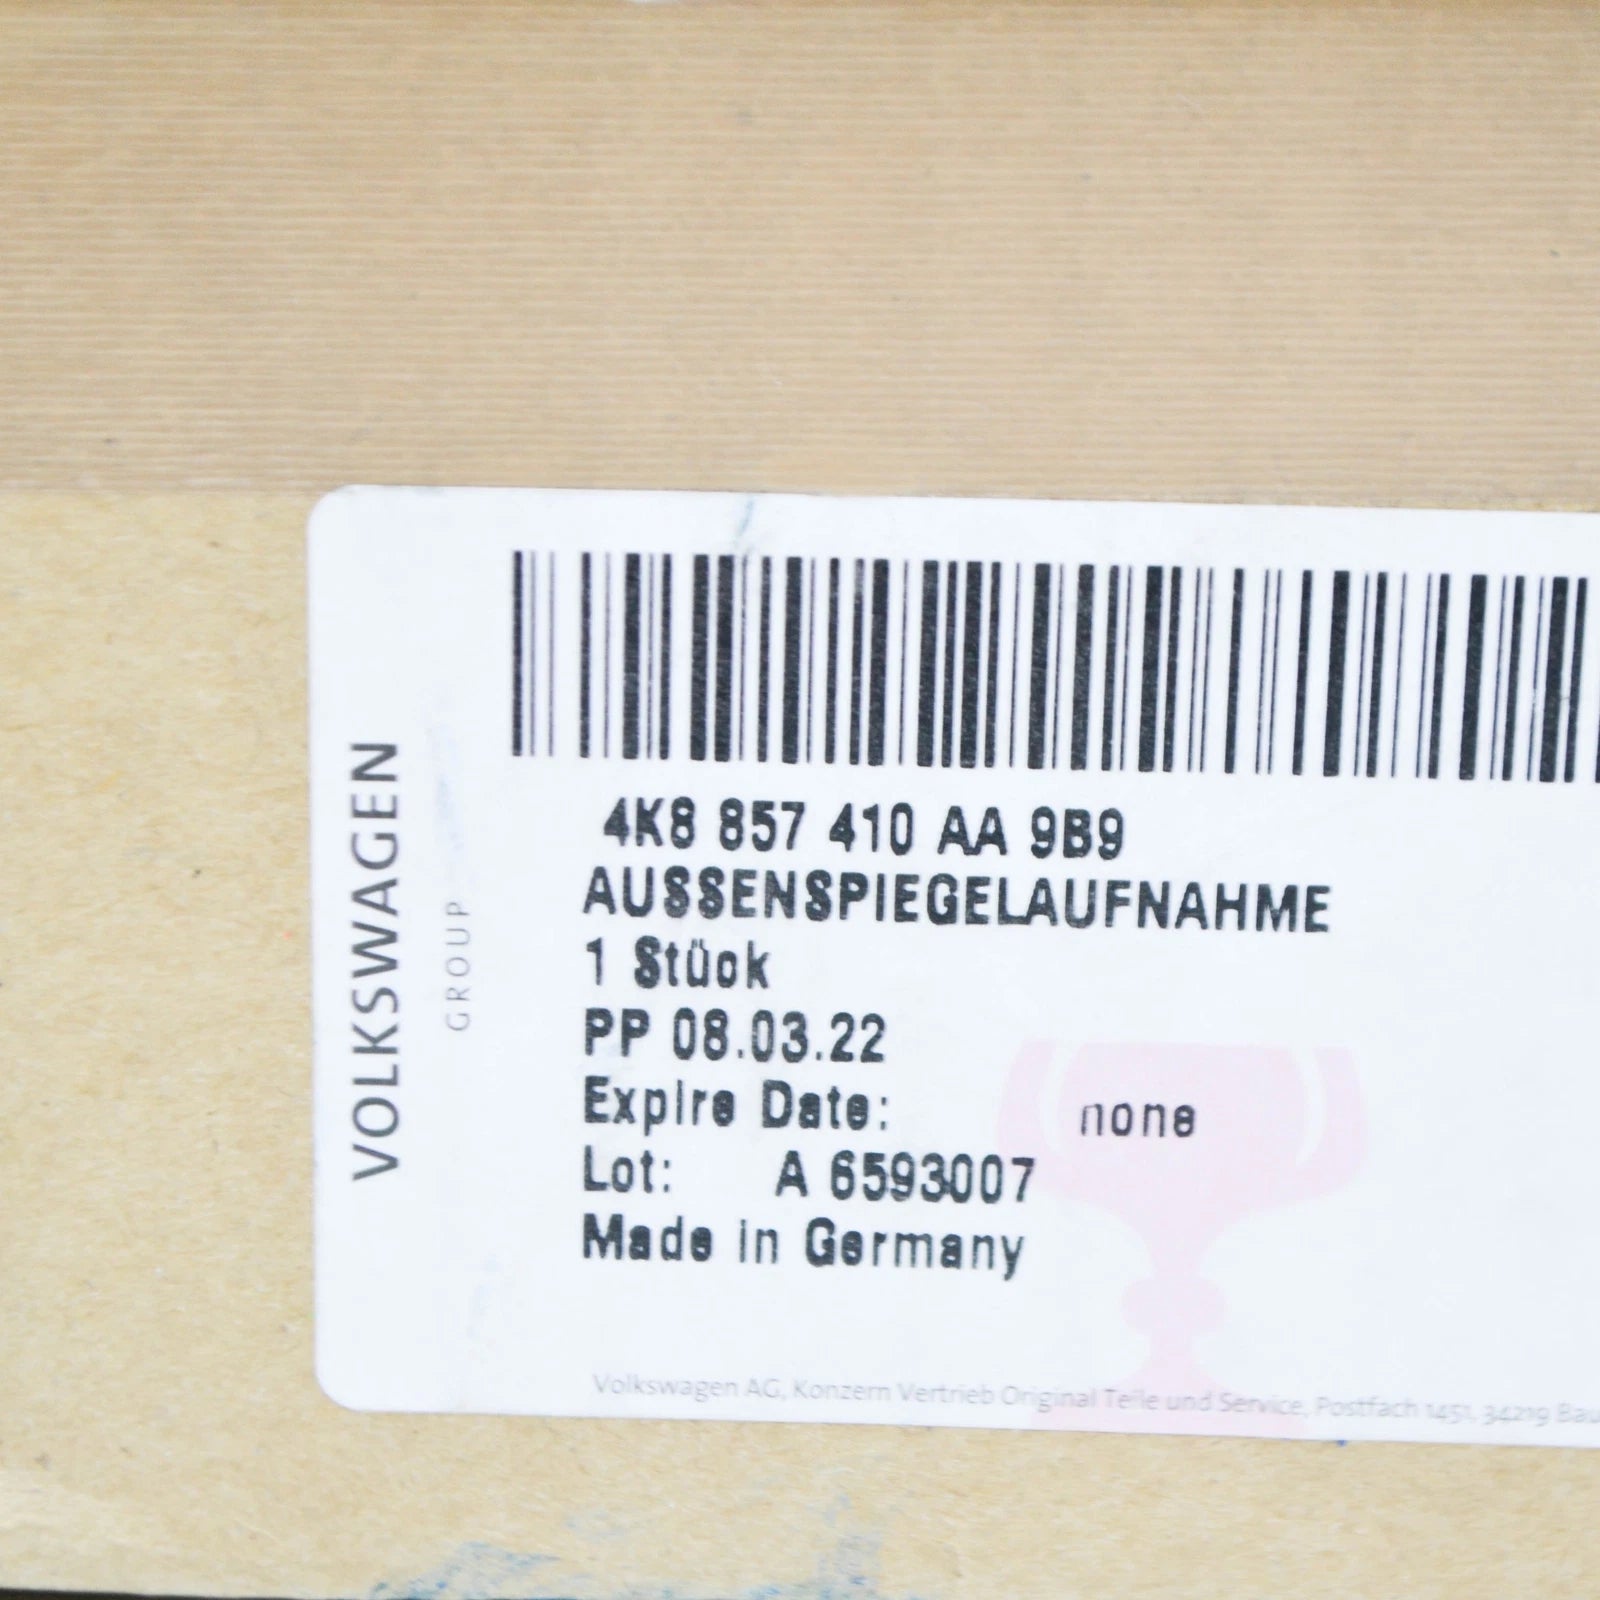 VOLKSWAGEN
GROUP
4K8 857 410 AA 9B9
AUSSENSPIEGELAUFNAHME
1 Stück
PP 08.03.22
Expire Date: none
Lot: A 6593007
Made in Germany
Volkswagen AG, Konzern Vertrieb Original Teile und Service, Postfach 1451, 34219 Bau